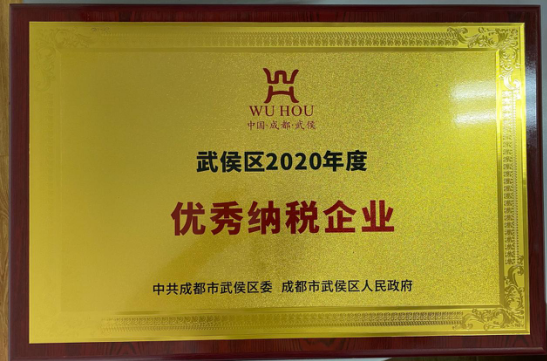 WU HOU
中国·成都·武侯
武侯区2020年度
优秀纳税企业
中共成都市武侯区委 成都市武侯区人民政府